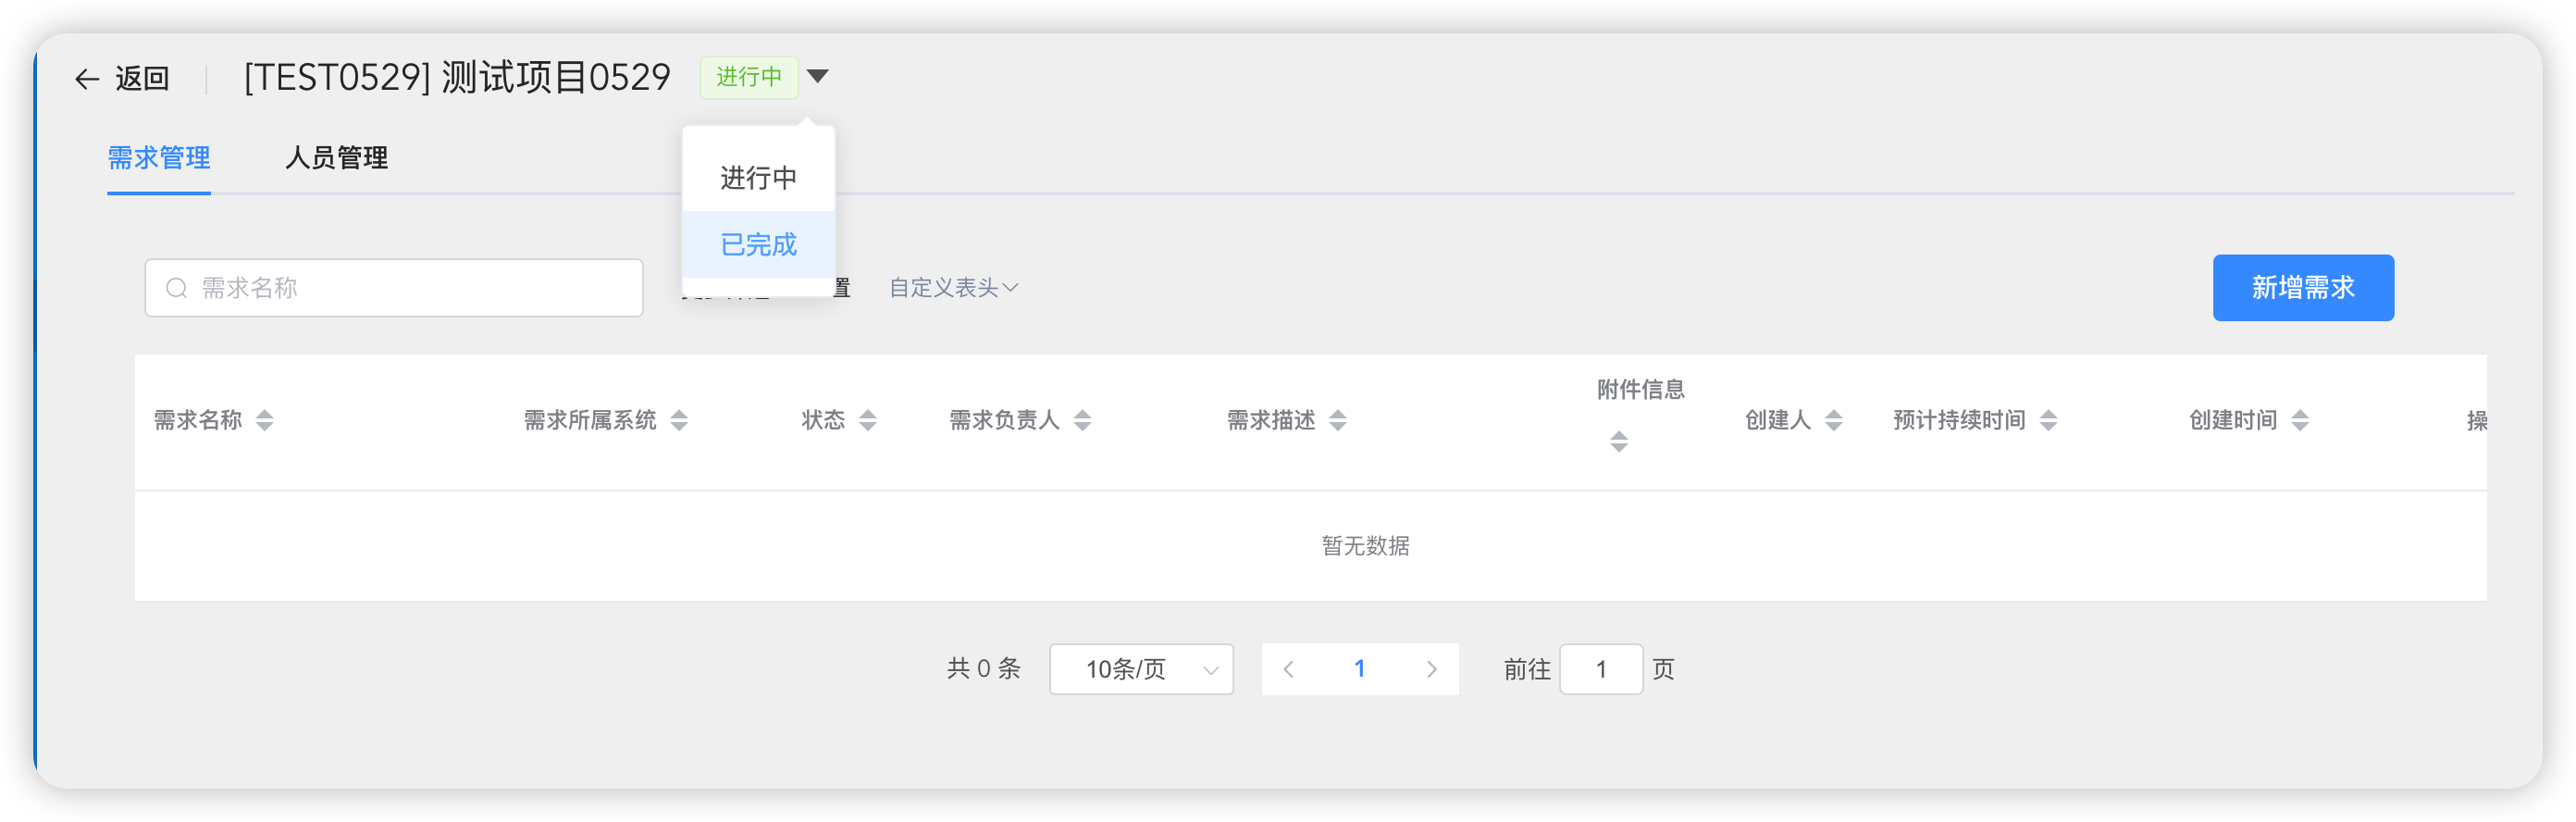 返回
[TEST0529] 测试项目0529
进行中
需求管理
人员管理
进行中
已完成
需求名称
置
自定义表头
新增需求
需求名称
需求所属系统
状态
需求负责人
需求描述
附件信息
创建人
预计持续时间
创建时间
操
暂无数据
共 0 条
10条/页
1
前往
1
页